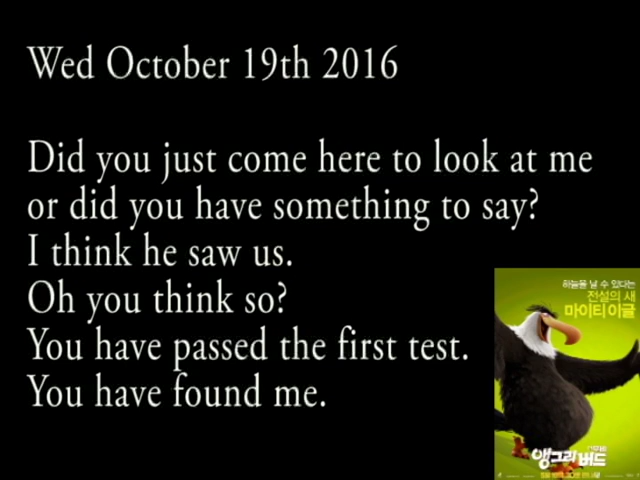 Wed October 19th 2016
Did you just come here to look at me
or did you have something to say?
I think he saw us.
Oh you think so?
You have passed the first test.
You have found me.
하늘을 날 수 있다는
전설의 새
마이티 이글
앵그리버드